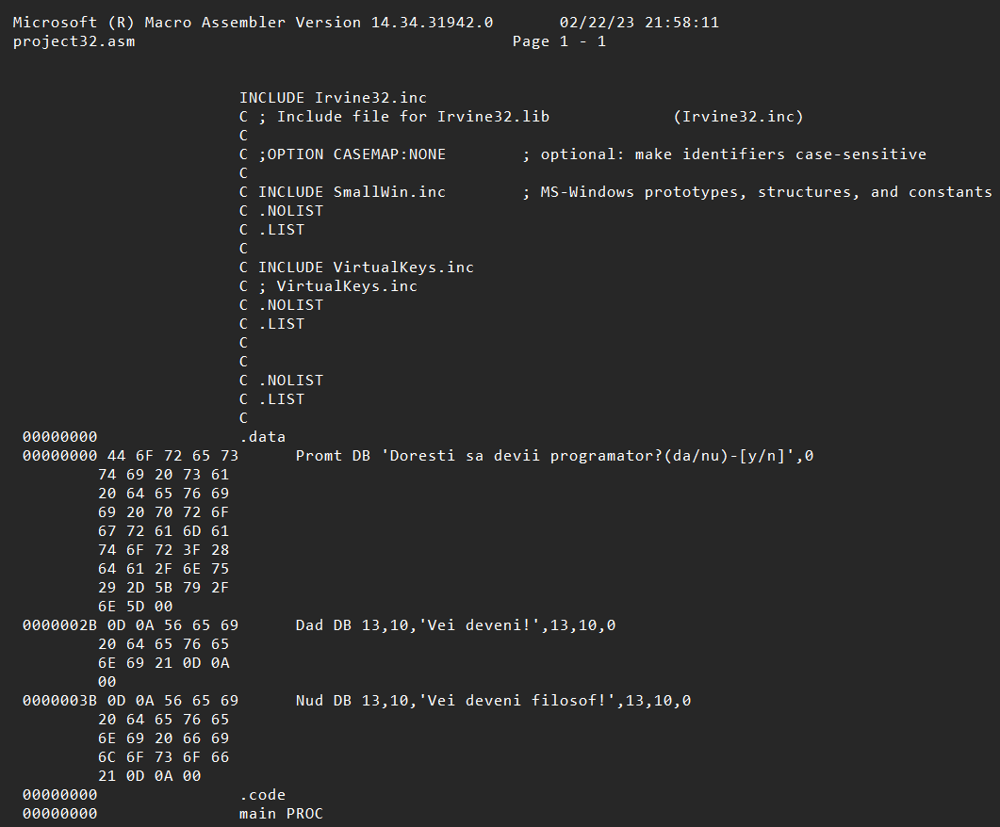 Microsoft (R) Macro Assembler Version 14.34.31942.0       02/22/23 21:58:11
project32.asm                                        Page 1 - 1
                        INCLUDE Irvine32.inc
                        C ; Include file for Irvine32.lib             (Irvine32.inc)
                        C
                        C ;OPTION CASEMAP:NONE        ; optional: make identifiers case-sensitive
                        C
                        C INCLUDE SmallWin.inc        ; MS-Windows prototypes, structures, and constants
                        C .NOLIST
                        C .LIST
                        C
                        C INCLUDE VirtualKeys.inc
                        C ; VirtualKeys.inc
                        C .NOLIST
                        C .LIST
                        C
                        C
                        C .NOLIST
                        C .LIST
                        C
 00000000               .data
 00000000 44 6F 72 65 73      Promt DB 'Doresti sa devii programator?(da/nu)-[y/n]',0
         74 69 20 73 61
         20 64 65 76 69
         69 20 70 72 6F
         67 72 61 6D 61
         74 6F 72 3F 28
         64 61 2F 6E 75
         29 2D 5B 79 2F
         6E 5D 00
 0000002B 0D 0A 56 65 69      Dad DB 13,10,'Vei deveni!',13,10,0
         20 64 65 76 65
         6E 69 21 0D 0A
         00
 0000003B 0D 0A 56 65 69      Nud DB 13,10,'Vei deveni filosof!',13,10,0
         20 64 65 76 65
         6E 69 20 66 69
         6C 6F 73 6F 66
         21 0D 0A 00
 00000000               .code
 00000000               main PROC